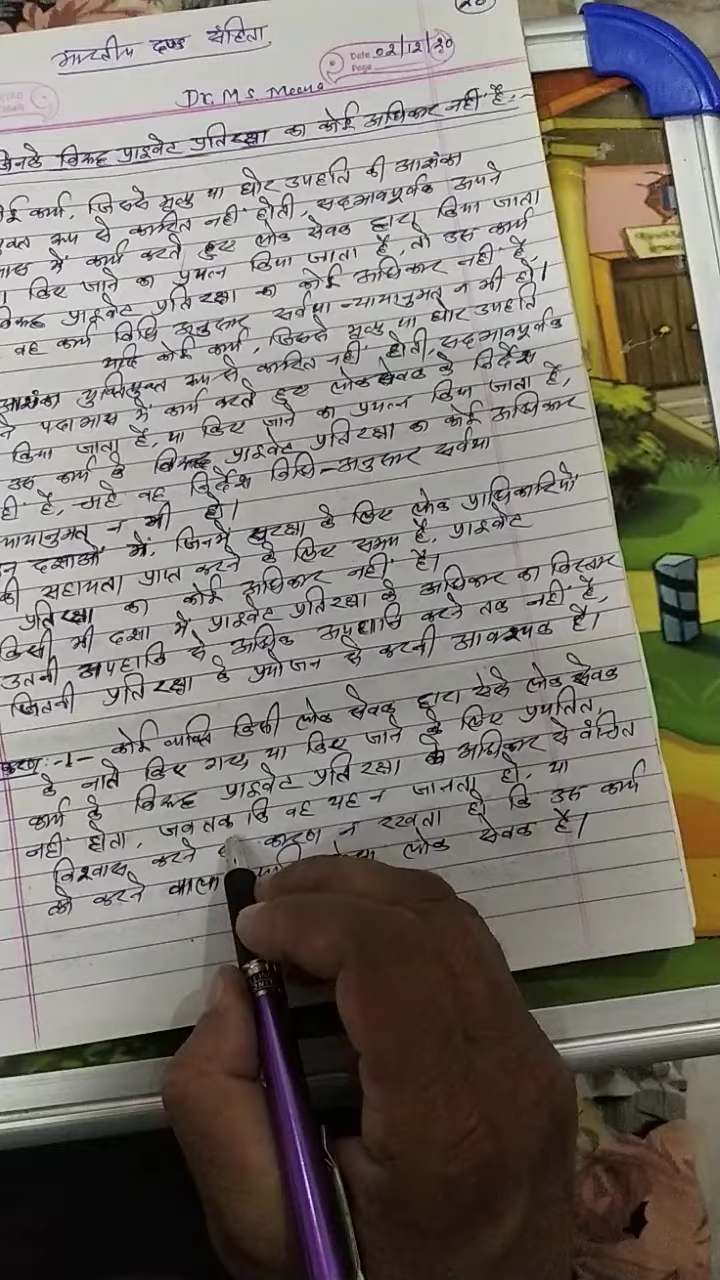 भारतीय दण्ड संहिता
Date 02/12/20
Page
Dr. M.S. Meena
जिनके विरूद्ध प्राइवेट प्रतिरक्षा का कोई अधिकार नहीं है:-
कार्य, जिससे मृत्यु या घोर उपहति की आशंका
रूप से कारित नहीं होती, सद्भावपूर्वक अपने
में कार्य करते हुए लोक सेवक द्वारा किया जाता
किए जाने का प्रयत्न किया जाता है, तो उस कार्य
प्राइवेट प्रतिरक्षा का कोई अधिकार नहीं है,
वह कार्य विधि अनुसार सर्वथा न्यायानुमत न भी हो।
यदि कोई कार्य, जिससे मृत्यु या घोर उपहति
आशंका युक्तियुक्त रूप से कारित नहीं होती, सद्भावपूर्वक
पदाभास में कार्य करते हुए लोकसेवक के निर्देश
किया जाता है, या किए जाने का प्रयत्न किया जाता है,
उस कार्य के विरूद्ध प्राइवेट प्रतिरक्षा का कोई अधिकार
है, चाहे वह निर्देश विधि-अनुसार सर्वथा
न भी हो।
दशाओं में, जिनमें सुरक्षा के लिए लोक प्राधिकारियों
की सहायता प्राप्त करने के लिए समय है, प्राइवेट
प्रतिरक्षा का कोई अधिकार नहीं है।
किसी भी दशा में प्राइवेट प्रतिरक्षा के अधिकार का विस्तार
उतनी अपहानि से अधिक अपहानि करने तक नहीं है,
जितनी प्रतिरक्षा के प्रयोजन से करनी आवश्यक है।
1- कोई व्यक्ति किसी लोक सेवक द्वारा ऐसे लोक सेवक
के नाते किए गए या किए जाने के लिए प्रयतित,
कार्य के विरूद्ध प्राइवेट प्रतिरक्षा के अधिकार से वंचित
नहीं होता, जबतक कि वह यह न जानता हो, या
विश्वास करने कारण न रखता हो कि उस कार्य
को करने वाला लोक सेवक है।